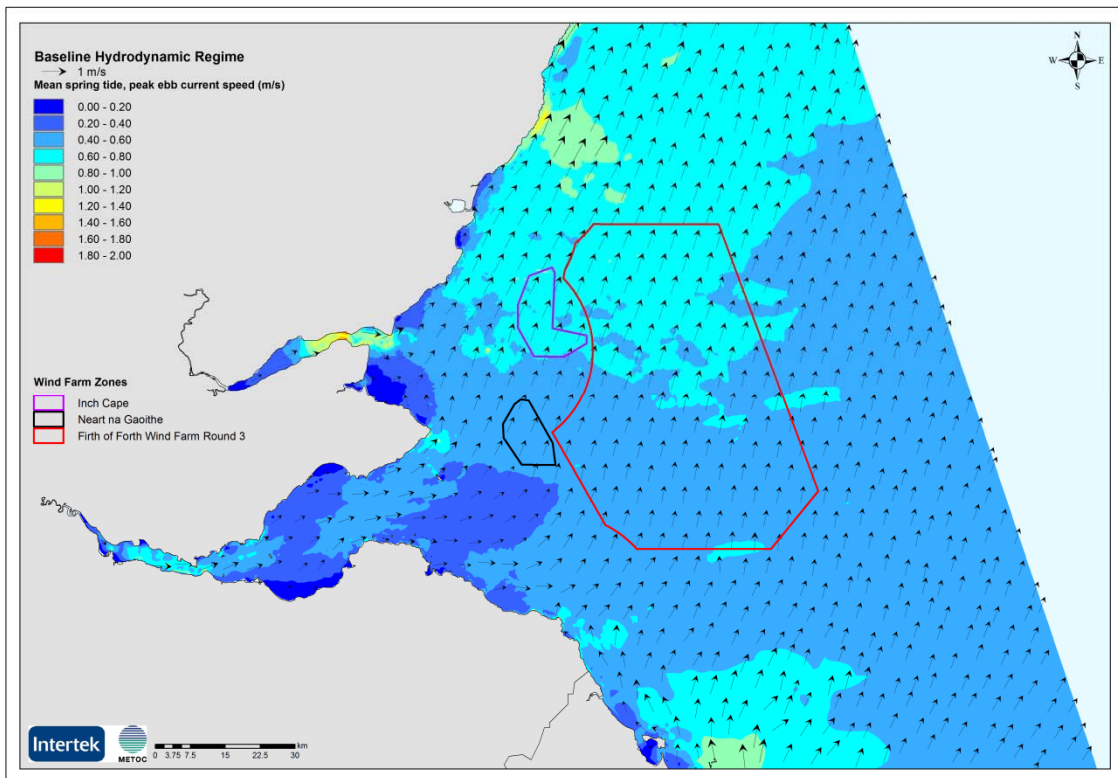 Baseline Hydrodynamic Regime
1 m/s
Mean spring tide, peak ebb current speed (m/s)
0.00 - 0.20
0.20 - 0.40
0.40 - 0.60
0.60 - 0.80
0.80 - 1.00
1.00 - 1.20
1.20 - 1.40
1.40 - 1.60
1.60 - 1.80
1.80 - 2.00
N
W E
S
Wind Farm Zones
Inch Cape
Neart na Gaoithe
Firth of Forth Wind Farm Round 3
Intertek
METOC
km
0 3.75 7.5 15 22.5 30